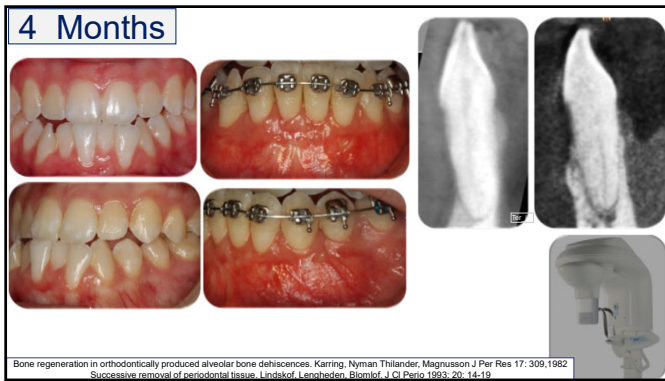 4 Months
Tor
Bone regeneration in orthodontically produced alveolar bone dehiscences. Karring, Nyman Thilander, Magnusson J Per Res 17: 309,1982
Successive removal of periodontal tissue. Lindskof, Lengheden, Blomlof. J Cl Perio 1993: 20: 14-19